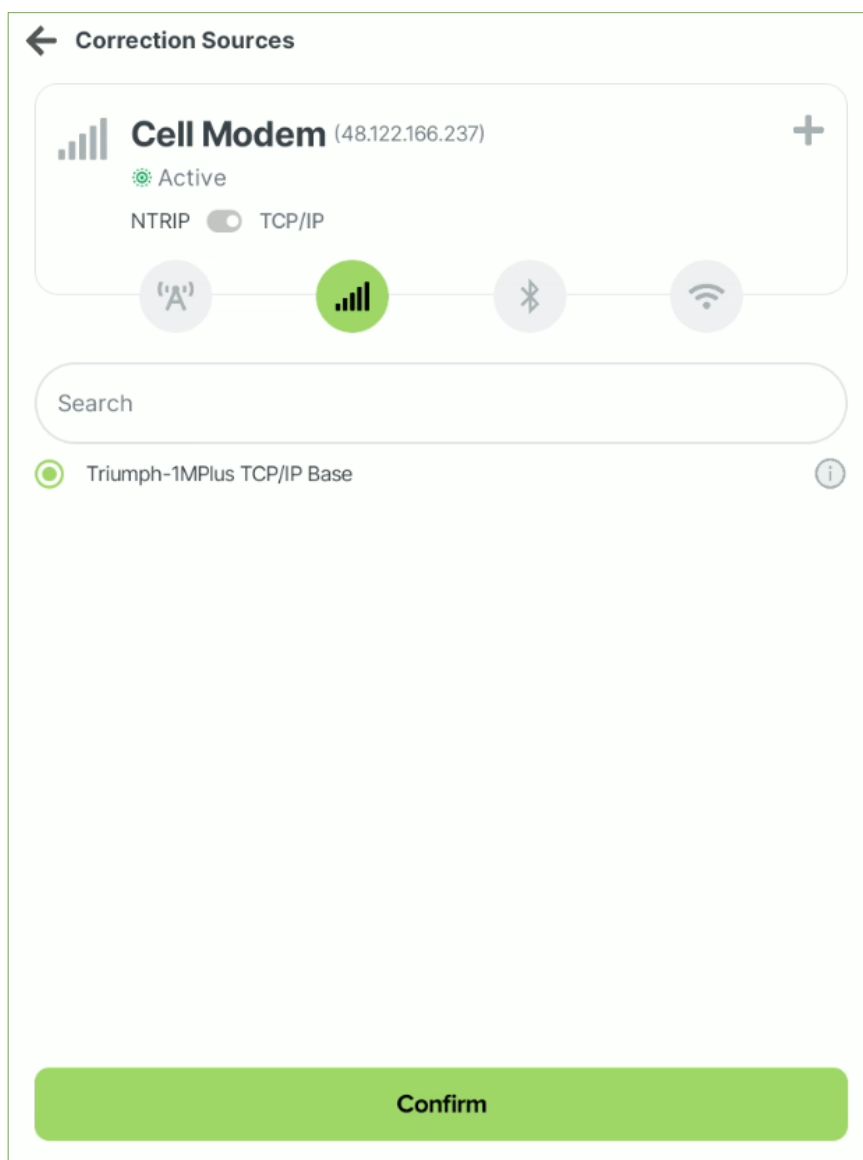 Correction Sources
Cell Modem (48.122.166.237)
Active
NTRIP TCP/IP
Search
Triumph-1MPlus TCP/IP Base
Confirm